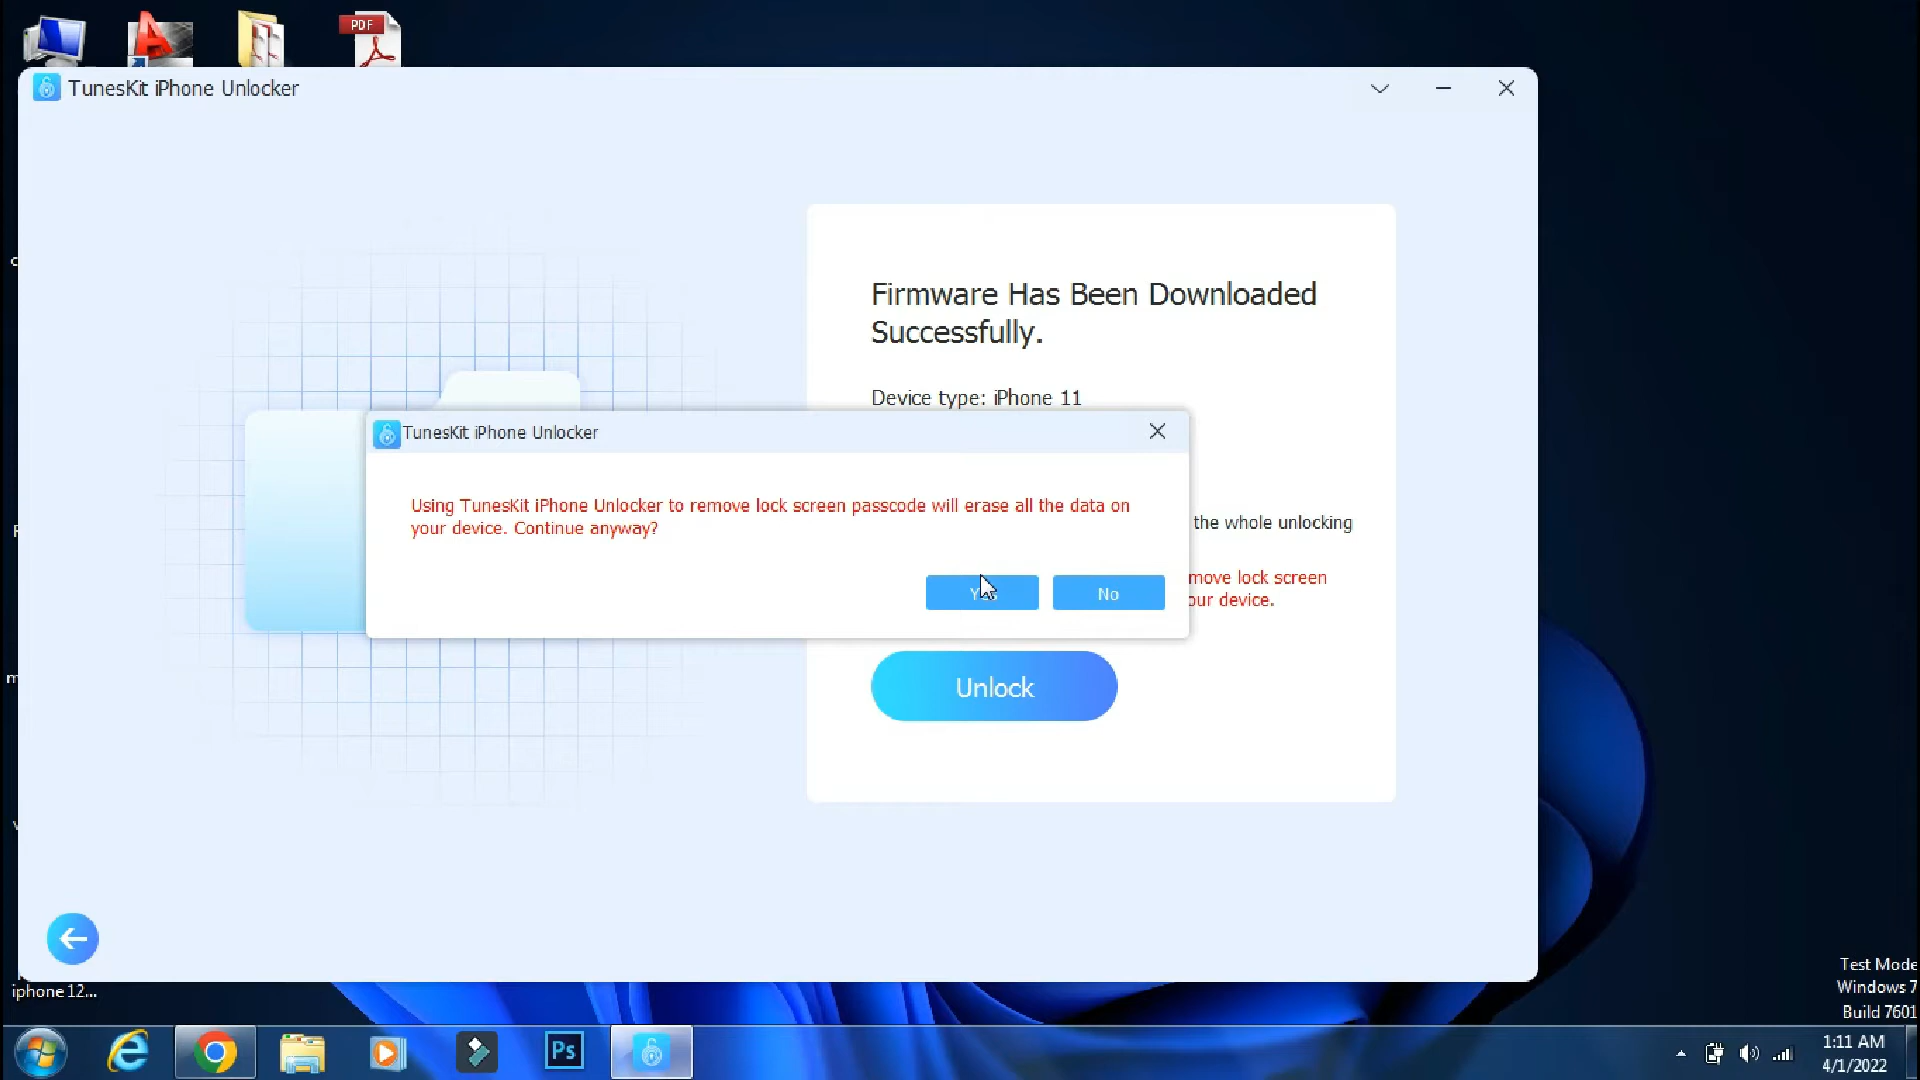 PDF
TunesKit iPhone Unlocker
Firmware Has Been Downloaded
Successfully.
Device type: iPhone 11
TunesKit iPhone Unlocker
Using TunesKit iPhone Unlocker to remove lock screen passcode will erase all the data on
your device. Continue anyway?
No
the whole unlocking
move lock screen
our device.
Unlock
iphone 12...
Test Mode
Windows 7
Build 7601
Ps
1:11 AM
4/1/2022